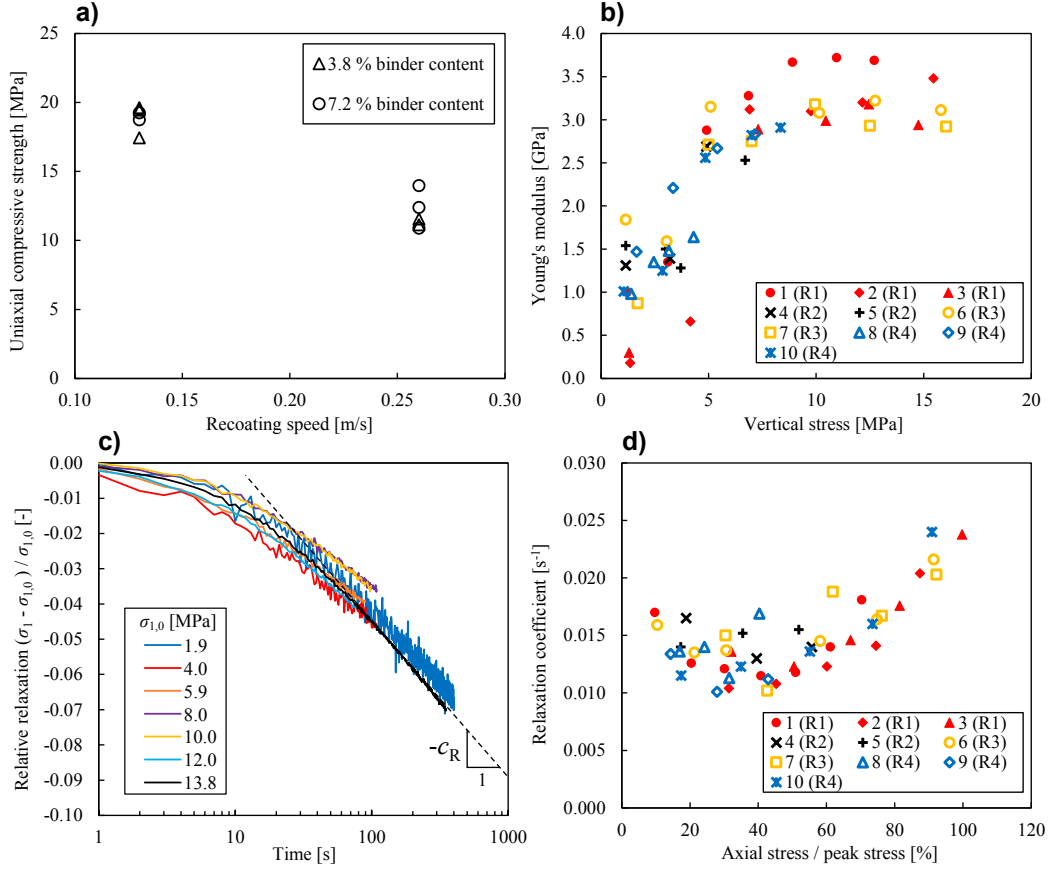 a)
25
20
15
10
5
0
0.10
0.15
0.20
0.25
0.30
Uniaxial compressive strength [MPa]
Recoating speed [m/s]
3.8 % binder content
7.2 % binder content
b)
4.0
3.5
3.0
2.5
2.0
1.5
1.0
0.5
0.0
0
5
10
15
20
Young's modulus [GPa]
Vertical stress [MPa]
1 (R1) 2 (R1) 3 (R1)
4 (R2) 5 (R2) 6 (R3)
7 (R3) 8 (R4) 9 (R4)
10 (R4)
c)
0.00
-0.01
-0.02
-0.03
-0.04
-0.05
-0.06
-0.07
-0.08
-0.09
-0.10
1
10
100
1000
Relative relaxation (σ1 - σ1,0) / σ1,0 [-]
Time [s]
σ1,0 [MPa]
1.9
4.0
5.9
8.0
10.0
12.0
13.8
-cR
1
d)
0.030
0.025
0.020
0.015
0.010
0.005
0.000
0
20
40
60
80
100
120
Relaxation coefficient [s-1]
Axial stress / peak stress [%]
1 (R1) 2 (R1) 3 (R1)
4 (R2) 5 (R2) 6 (R3)
7 (R3) 8 (R4) 9 (R4)
10 (R4)